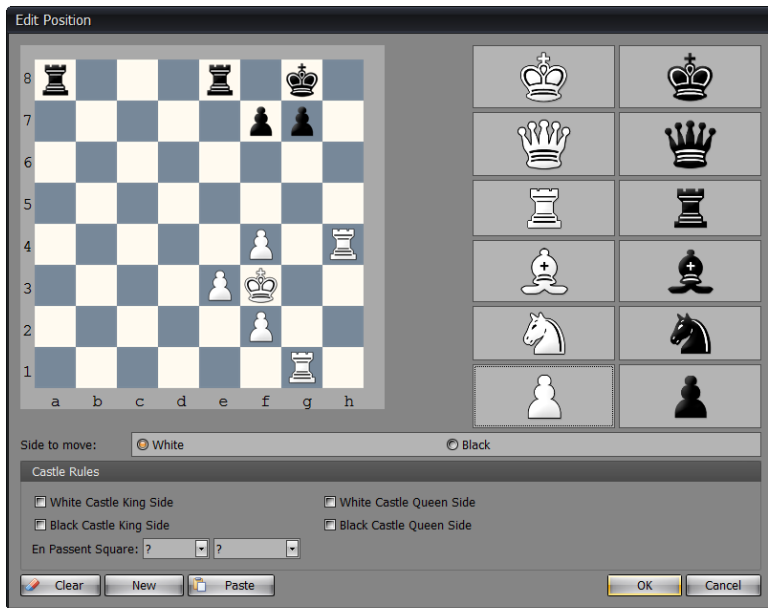 Edit Position
8
7
6
5
4
3
2
1
a b c d e f g h
Side to move: White Black
Castle Rules
White Castle King Side White Castle Queen Side
Black Castle King Side Black Castle Queen Side
En Passent Square: ? ?
Clear New Paste OK Cancel